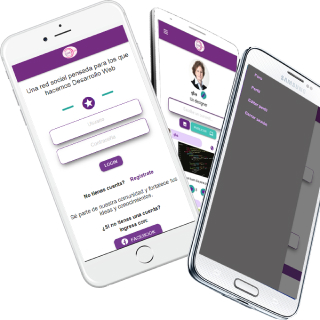 Una red social pensada para los que
hacemos Desarrollo Web
Usuario
Contraseña
LOGIN
No tienes cuenta? Registrate
Se parte de nuestra comunidad y fortalece tus
ideas y conocimientos.
¿Si no tienes una cuenta?
Ingresa con:
FACEBOOK
UX designer
SAMSUNG
Perfil
Editar perfil
Cerrar sesión